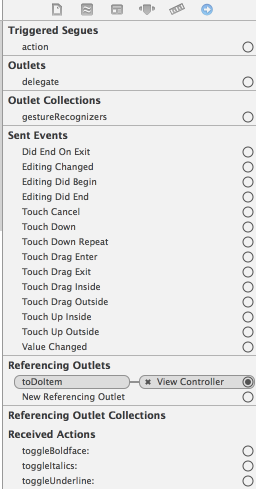 Triggered Segues
action
Outlets
delegate
Outlet Collections
gestureRecognizers
Sent Events
Did End On Exit
Editing Changed
Editing Did Begin
Editing Did End
Touch Cancel
Touch Down
Touch Down Repeat
Touch Drag Enter
Touch Drag Exit
Touch Drag Inside
Touch Drag Outside
Touch Up Inside
Touch Up Outside
Value Changed
Referencing Outlets
toDoItem View Controller
New Referencing Outlet
Referencing Outlet Collections
Received Actions
toggleBoldface:
toggleItalics:
toggleUnderline: